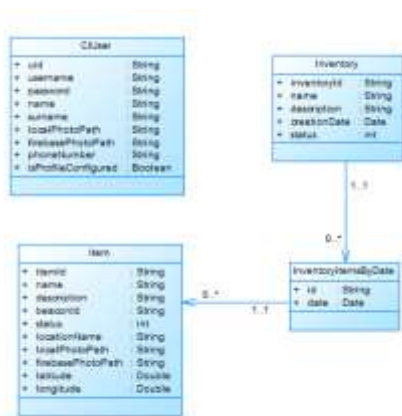 CIUser
+ uid : String
+ username : String
+ password : String
+ name : String
+ surname : String
+ localPhotoPath : String
+ firebasePhotoPath : String
+ phoneNumber : String
+ isProfileConfigured : Boolean
Inventory
+ inventoryId : String
+ name : String
+ description : String
+ creationDate : Date
+ status : int
1..1
0..*
InventoryItemsByDate
+ id : String
+ date : Date
0..*
1..1
Item
+ itemId : String
+ name : String
+ description : String
+ beaconId : String
+ status : int
+ locationName : String
+ localPhotoPath : String
+ firebasePhotoPath : String
+ latitude : Double
+ longitude : Double